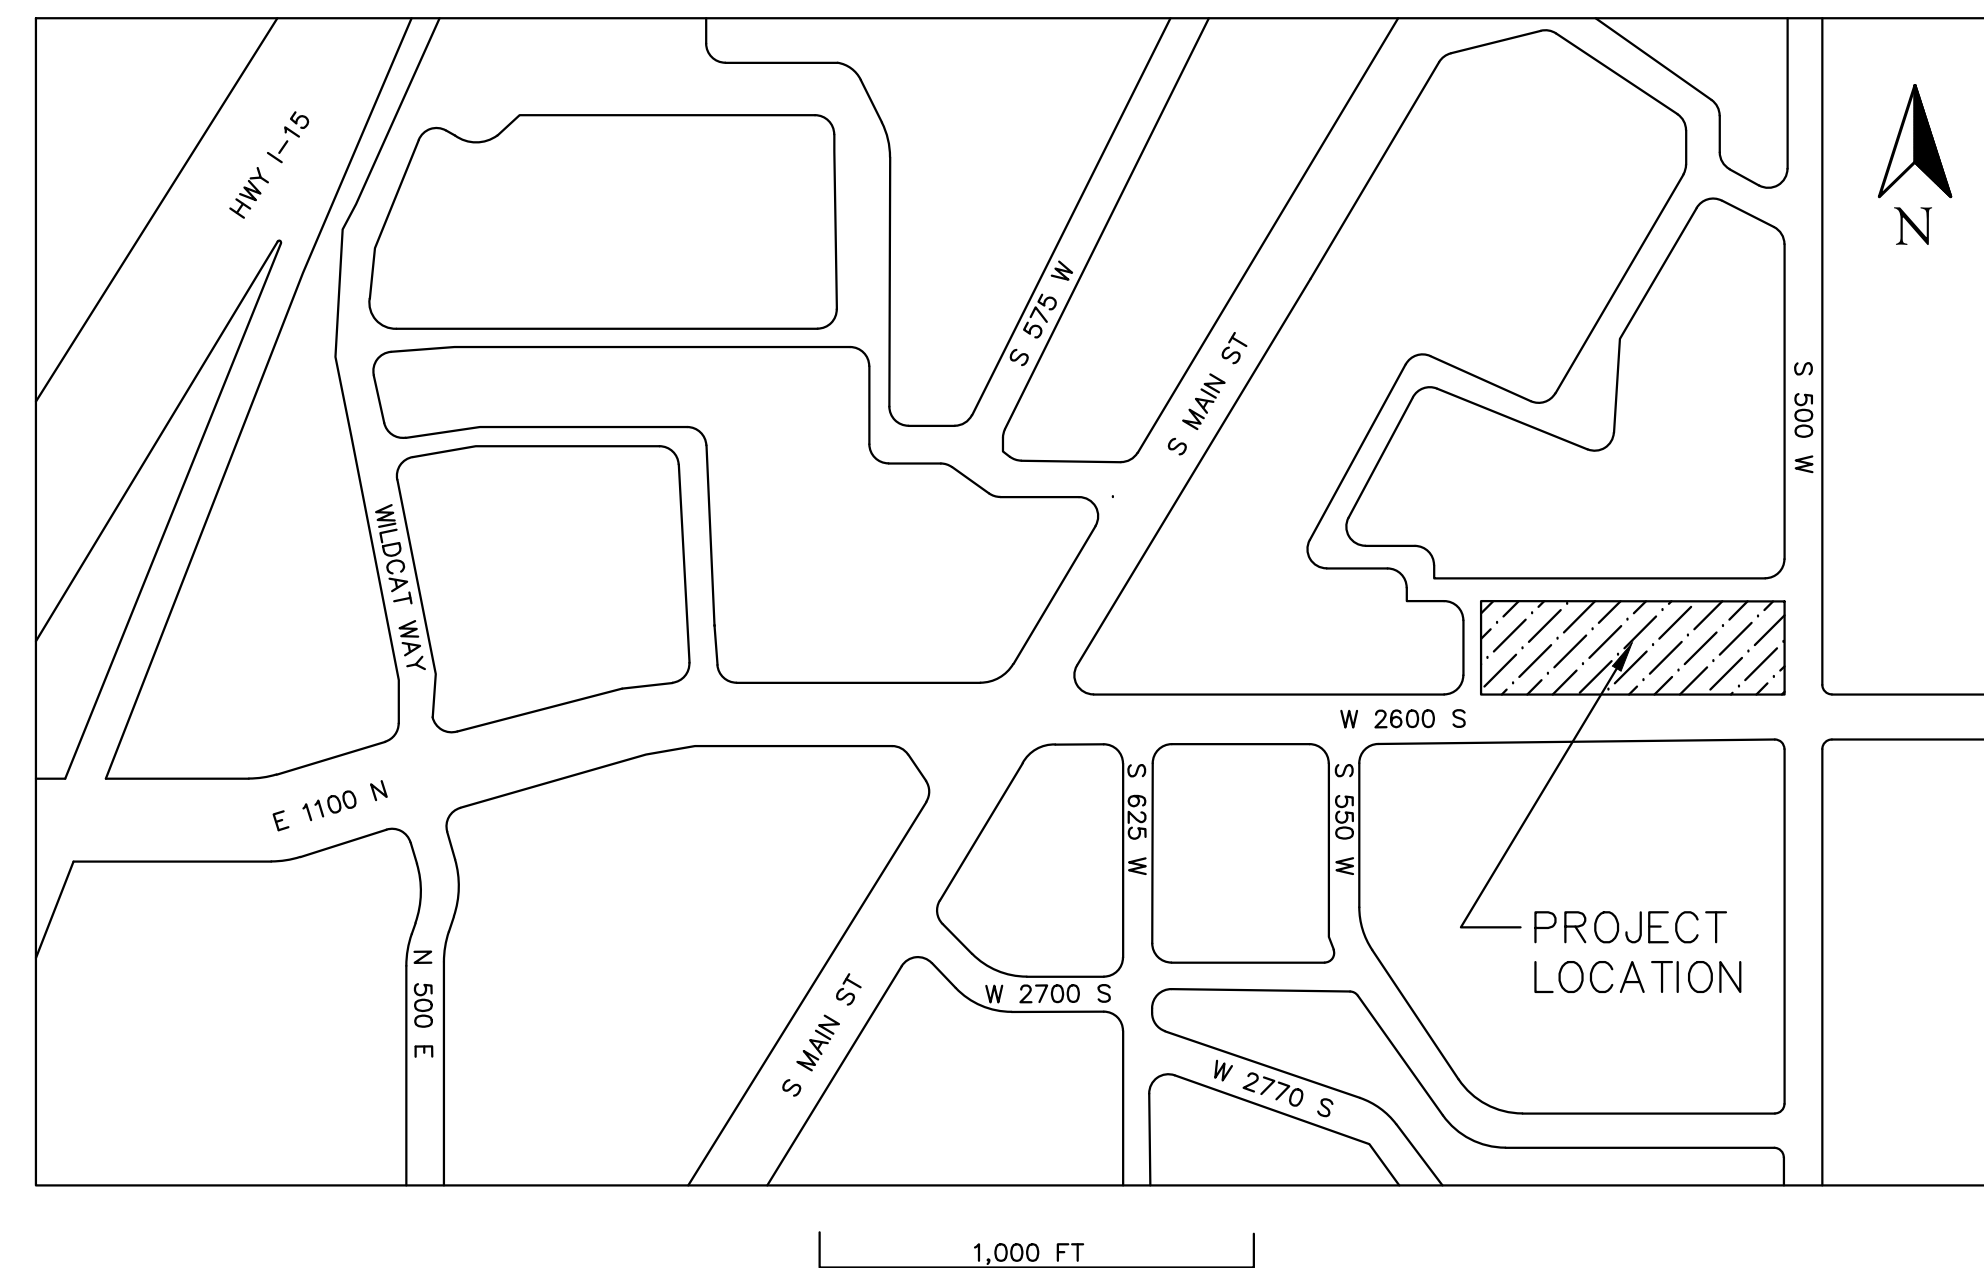 HWY I-15
N
S 575 W
S MAIN ST
S 500 W
WILDCAT WAY
W 2600 S
E 1100 N
S 625 W
S 550 W
PROJECT
LOCATION
N 500 E
W 2700 S
S MAIN ST
W 2770 S
1,000 FT